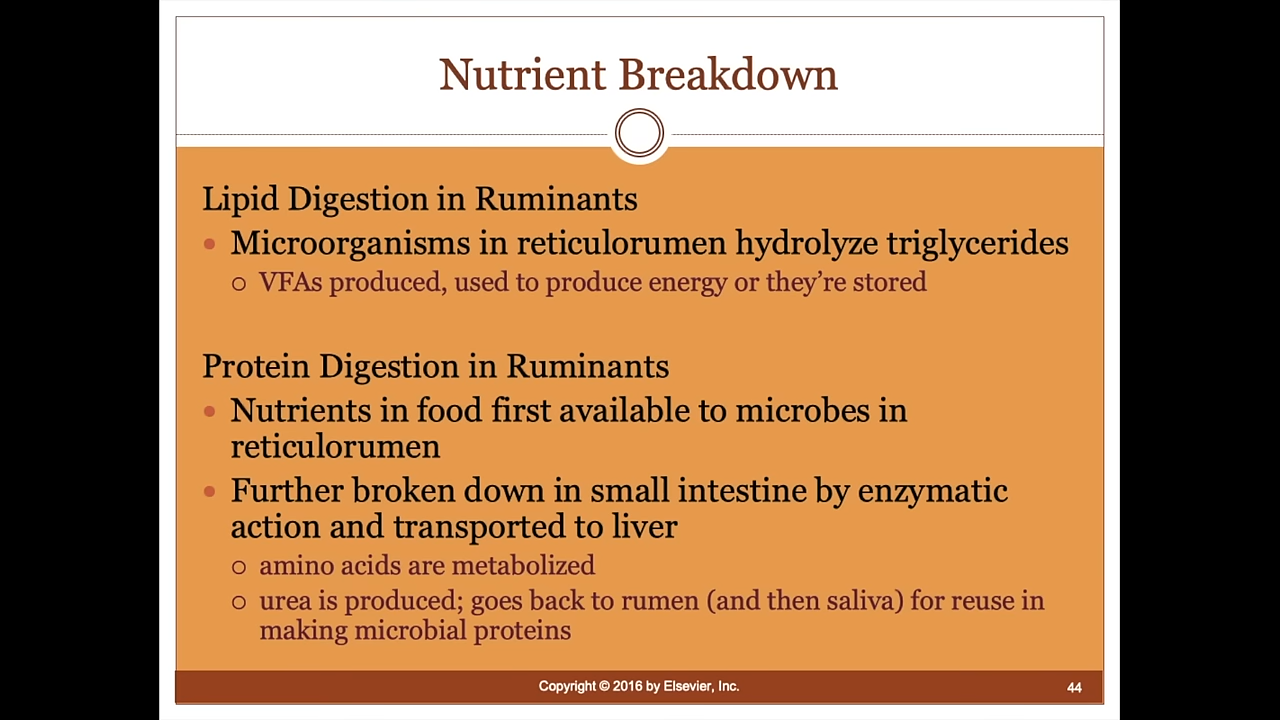 Nutrient Breakdown
Lipid Digestion in Ruminants
Microorganisms in reticulorumen hydrolyze triglycerides
VFAs produced, used to produce energy or they’re stored
Protein Digestion in Ruminants
Nutrients in food first available to microbes in
reticulorumen
Further broken down in small intestine by enzymatic
action and transported to liver
amino acids are metabolized
urea is produced; goes back to rumen (and then saliva) for reuse in
making microbial proteins
Copyright © 2016 by Elsevier, Inc.
44